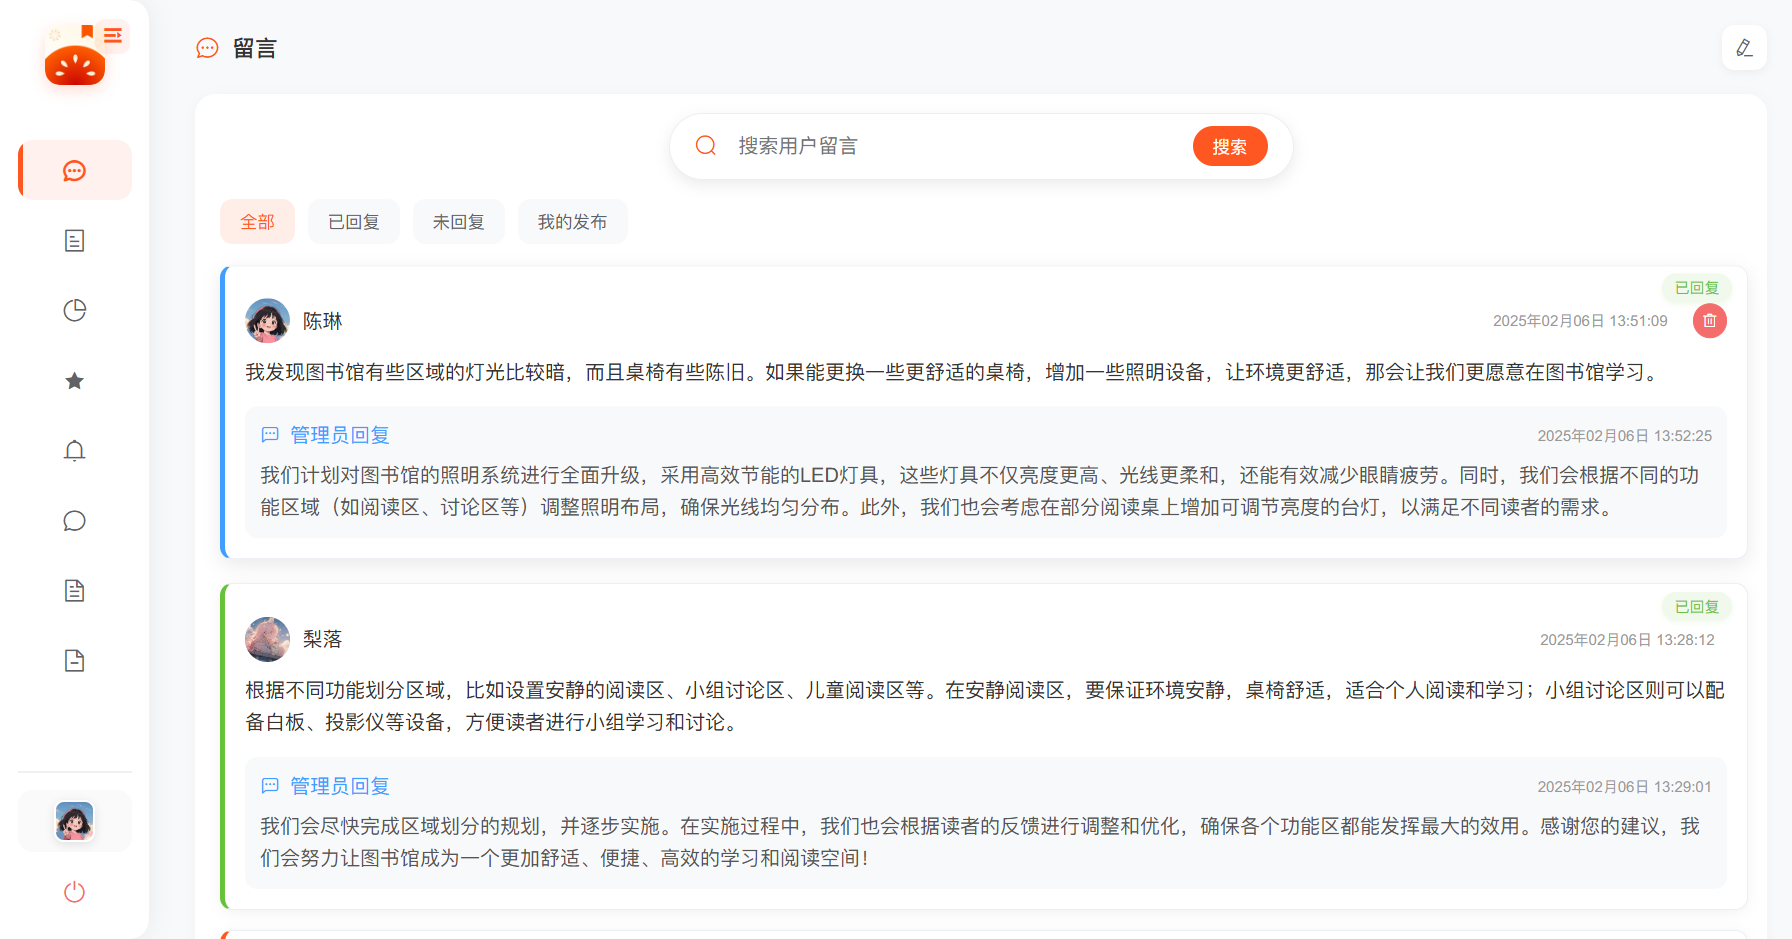 留言
搜索用户留言
搜索
全部
已回复
未回复
我的发布
已回复
陈琳
2025年02月06日 13:51:09
我发现图书馆有些区域的灯光比较暗，而且桌椅有些陈旧。如果能更换一些更舒适的桌椅，增加一些照明设备，让环境更舒适，那会让我们更愿意在图书馆学习。
管理员回复
2025年02月06日 13:52:25
我们计划对图书馆的照明系统进行全面升级，采用高效节能的LED灯具，这些灯具不仅亮度更高、光线更柔和，还能有效减少眼睛疲劳。同时，我们会根据不同的功
能区域（如阅读区、讨论区等）调整照明布局，确保光线均匀分布。此外，我们也会考虑在部分阅读桌上增加可调节亮度的台灯，以满足不同读者的需求。
已回复
梨落
2025年02月06日 13:28:12
根据不同功能划分区域，比如设置安静的阅读区、小组讨论区、儿童阅读区等。在安静阅读区，要保证环境安静，桌椅舒适，适合个人阅读和学习；小组讨论区则可以配
备白板、投影仪等设备，方便读者进行小组学习和讨论。
管理员回复
2025年02月06日 13:29:01
我们会尽快完成区域划分的规划，并逐步实施。在实施过程中，我们也会根据读者的反馈进行调整和优化，确保各个功能区都能发挥最大的效用。感谢您的建议，我
们会努力让图书馆成为一个更加舒适、便捷、高效的学习和阅读空间！